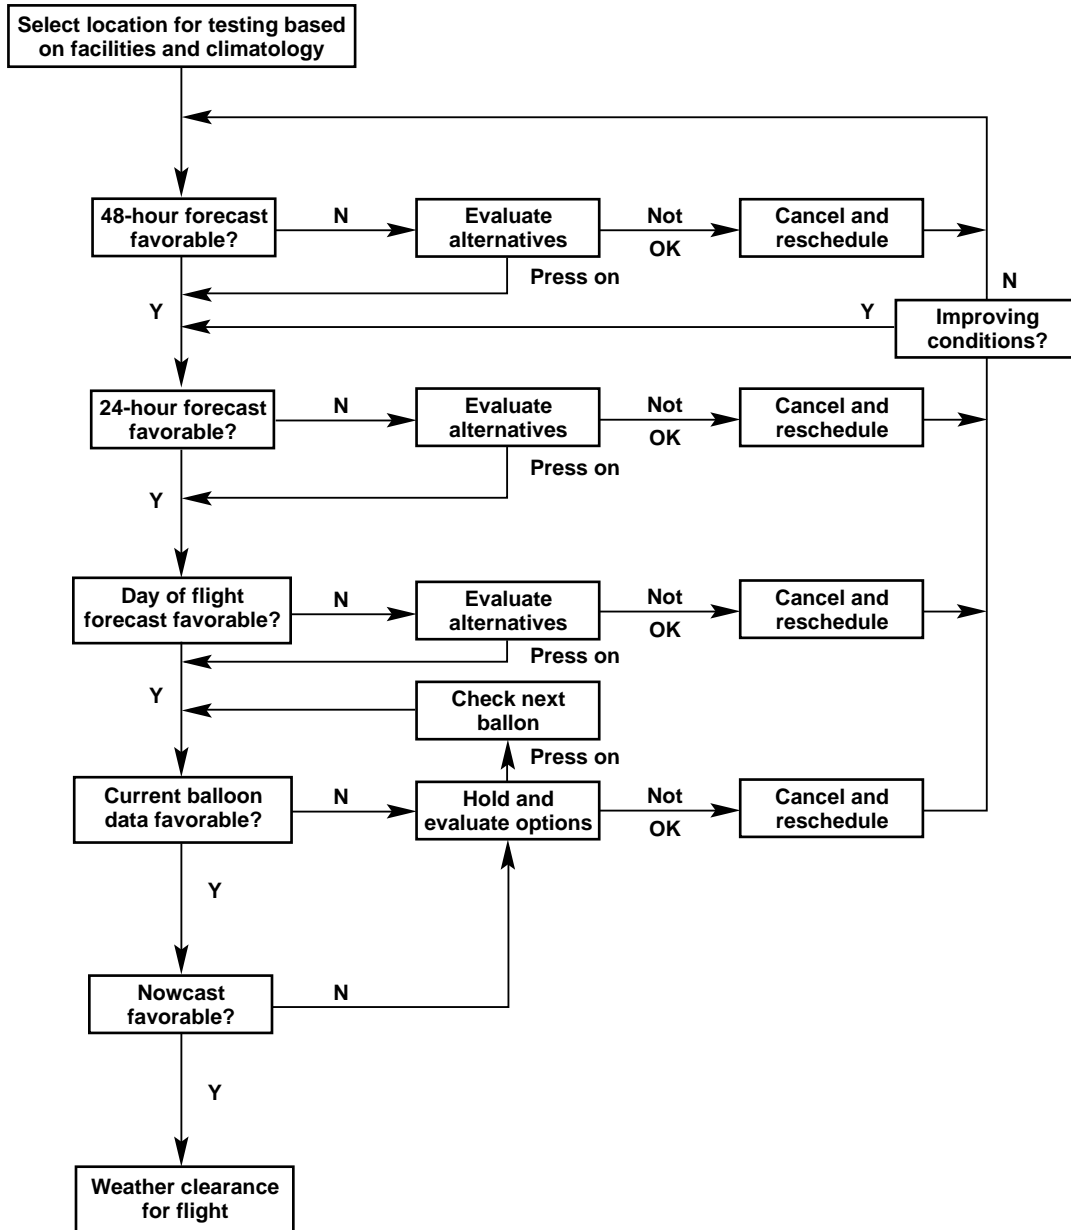 Select location for testing based
on facilities and climatology
48-hour forecast
favorable?
N
Evaluate
alternatives
Not
OK
Cancel and
reschedule
Press on
N
Y
Y
Improving
conditions?
24-hour forecast
favorable?
N
Evaluate
alternatives
Not
OK
Cancel and
reschedule
Press on
Y
Day of flight
forecast favorable?
N
Evaluate
alternatives
Not
OK
Cancel and
reschedule
Press on
Y
Check next
ballon
Press on
Current balloon
data favorable?
N
Hold and
evaluate options
Not
OK
Cancel and
reschedule
Y
Nowcast
favorable?
N
Y
Weather clearance
for flight